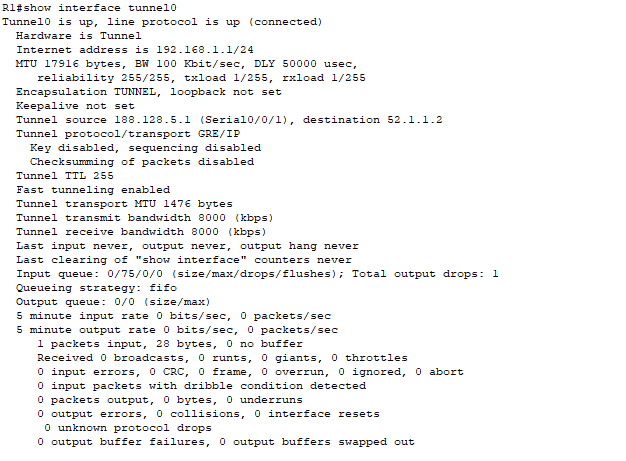 R1#show interface tunnel0
Tunnel0 is up, line protocol is up (connected)
Hardware is Tunnel
Internet address is 192.168.1.1/24
MTU 17916 bytes, BW 100 Kbit/sec, DLY 50000 usec,
reliability 255/255, txload 1/255, rxload 1/255
Encapsulation TUNNEL, loopback not set
Keepalive not set
Tunnel source 188.128.5.1 (Serial0/0/1), destination 52.1.1.2
Tunnel protocol/transport GRE/IP
Key disabled, sequencing disabled
Checksumming of packets disabled
Tunnel TTL 255
Fast tunneling enabled
Tunnel transport MTU 1476 bytes
Tunnel transmit bandwidth 8000 (kbps)
Tunnel receive bandwidth 8000 (kbps)
Last input never, output never, output hang never
Last clearing of "show interface" counters never
Input queue: 0/75/0/0 (size/max/drops/flushes); Total output drops: 1
Queueing strategy: fifo
Output queue: 0/0 (size/max)
5 minute input rate 0 bits/sec, 0 packets/sec
5 minute output rate 0 bits/sec, 0 packets/sec
1 packets input, 28 bytes, 0 no buffer
Received 0 broadcasts, 0 runts, 0 giants, 0 throttles
0 input errors, 0 CRC, 0 frame, 0 overrun, 0 ignored, 0 abort
0 input packets with dribble condition detected
0 packets output, 0 bytes, 0 underruns
0 output errors, 0 collisions, 0 interface resets
0 unknown protocol drops
0 output buffer failures, 0 output buffers swapped out